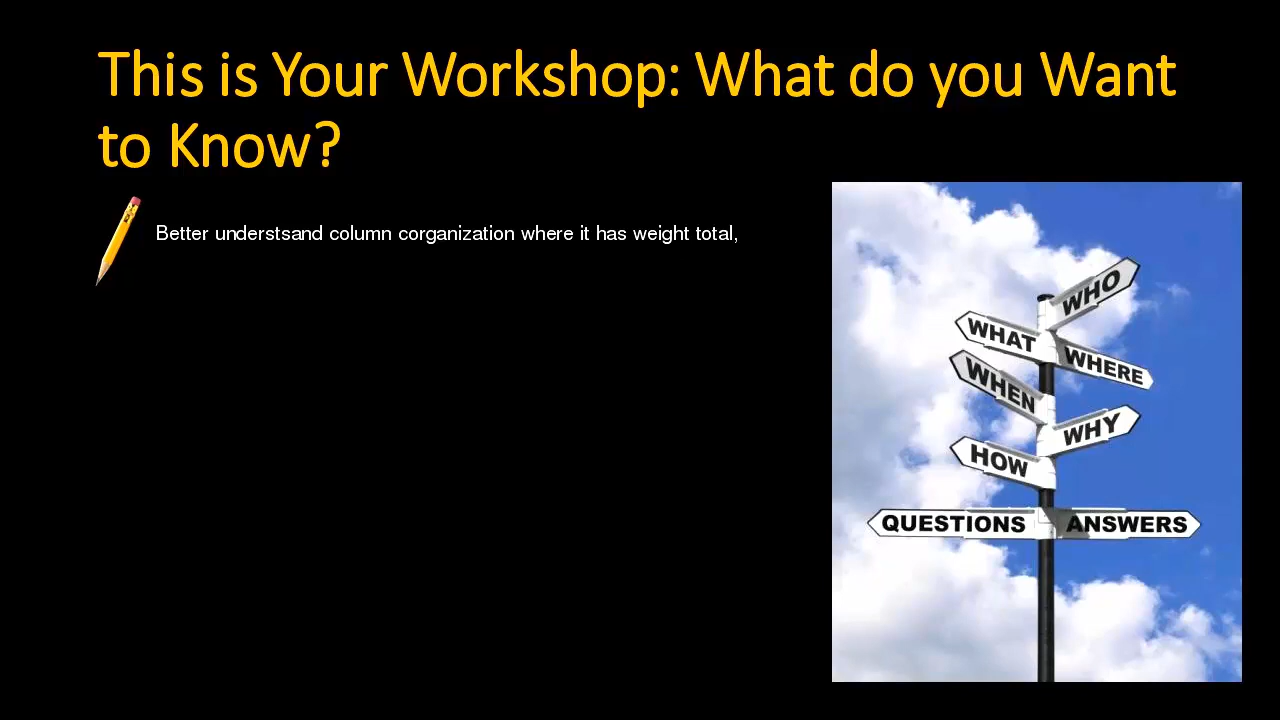 This is Your Workshop: What do you Want
to Know?
Better understsand column corganization where it has weight total,
WHO
WHAT
WHERE
WHEN
WHY
HOW
QUESTIONS
ANSWERS